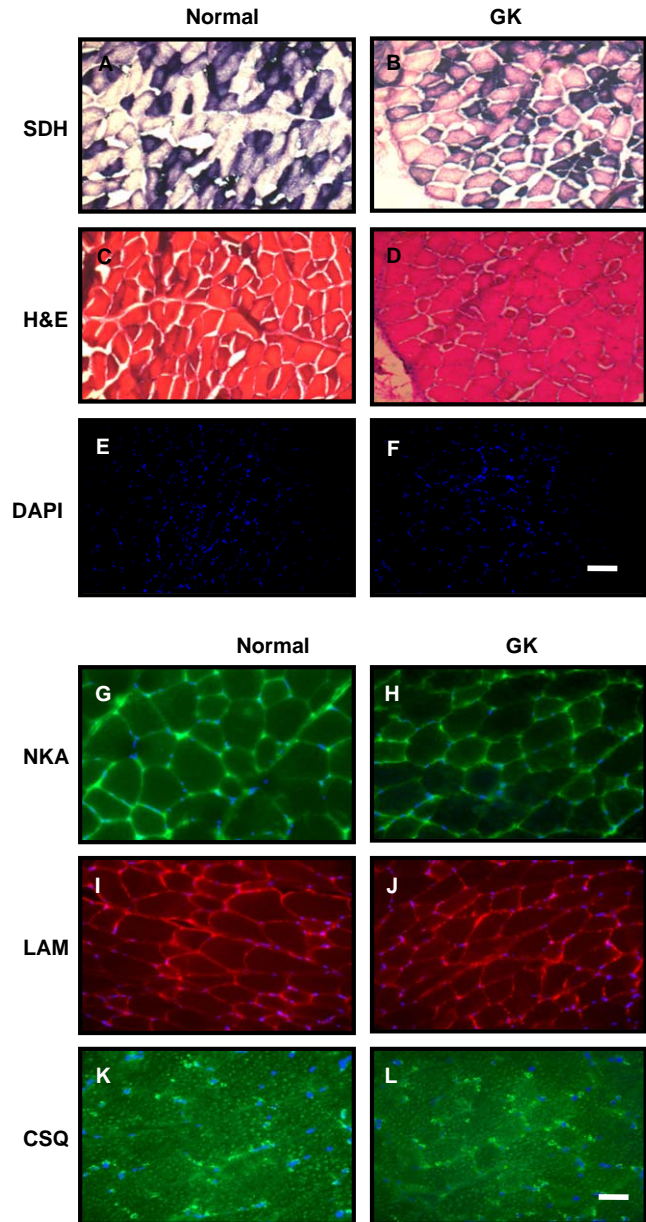 Normal GK
SDH
A B
H&E
C D
DAPI
E F
Normal GK
NKA
G H
LAM
I J
CSQ
K L